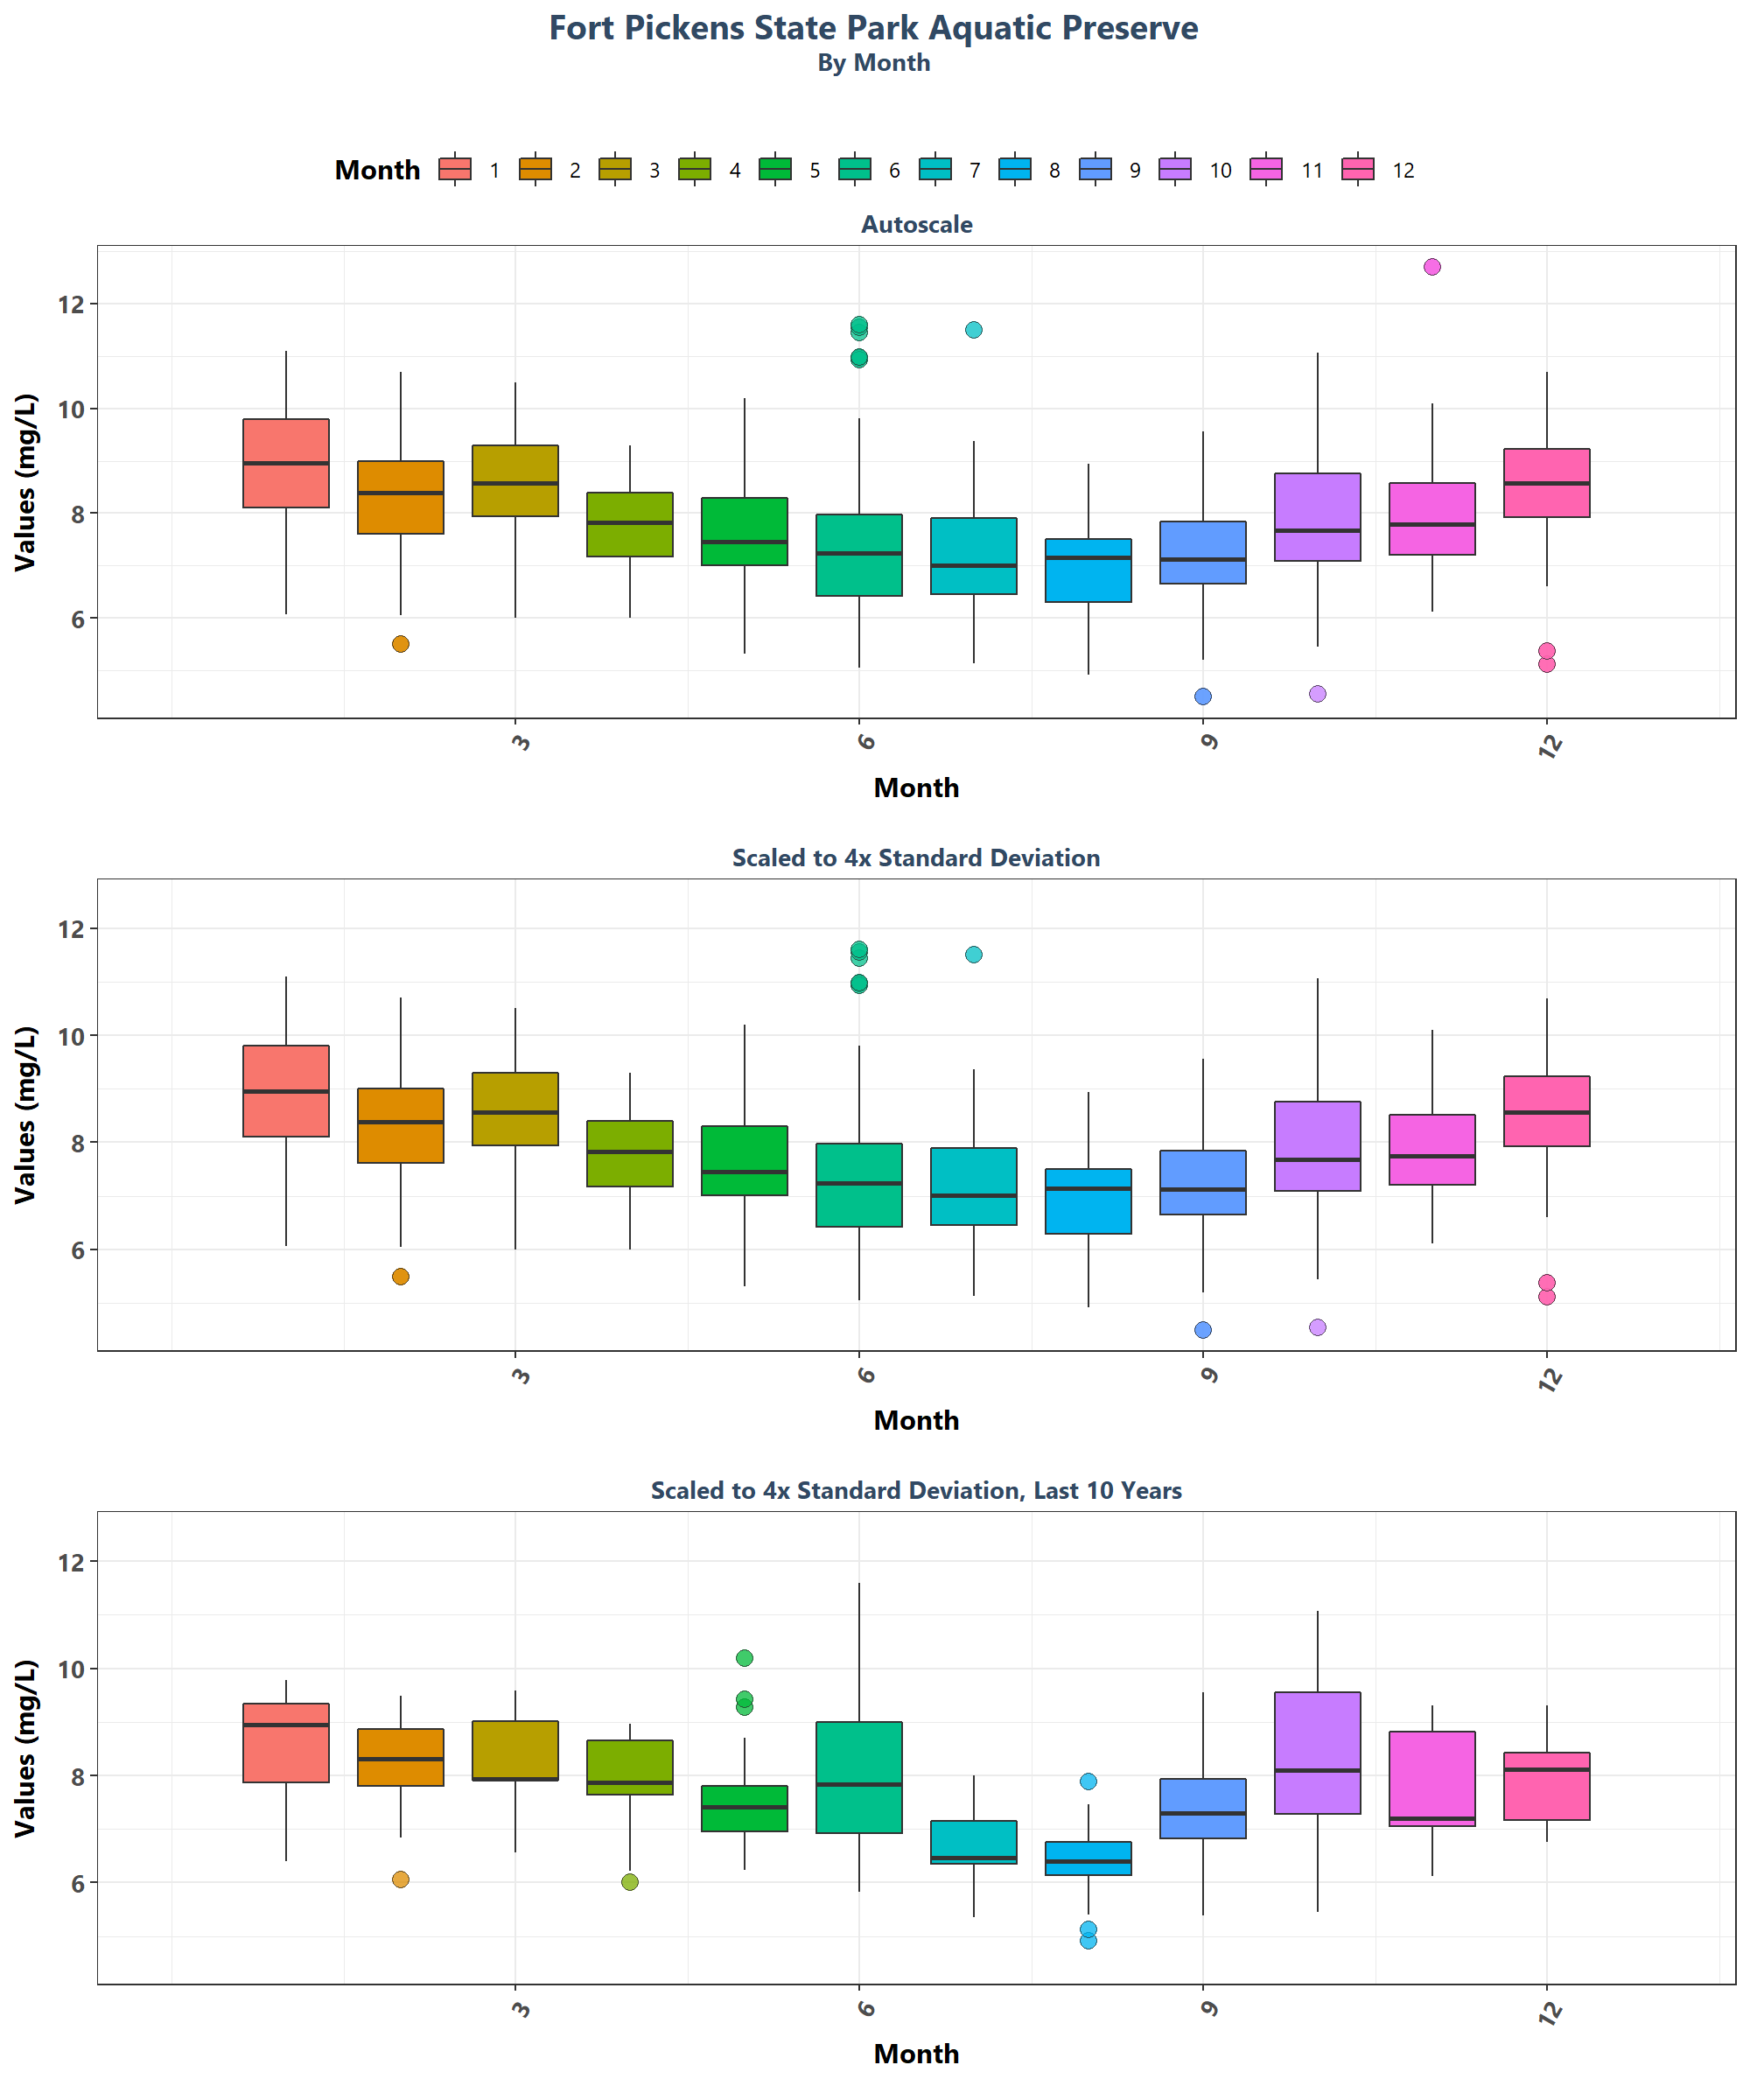 Fort Pickens State Park Aquatic Preserve
By Month
Month 1 2 3 4 5 6 7 8 9 10 11 12
Autoscale
Values (mg/L)
12
10
8
6
3 6 9 12
Month
Scaled to 4x Standard Deviation
Values (mg/L)
12
10
8
6
3 6 9 12
Month
Scaled to 4x Standard Deviation, Last 10 Years
Values (mg/L)
12
10
8
6
3 6 9 12
Month